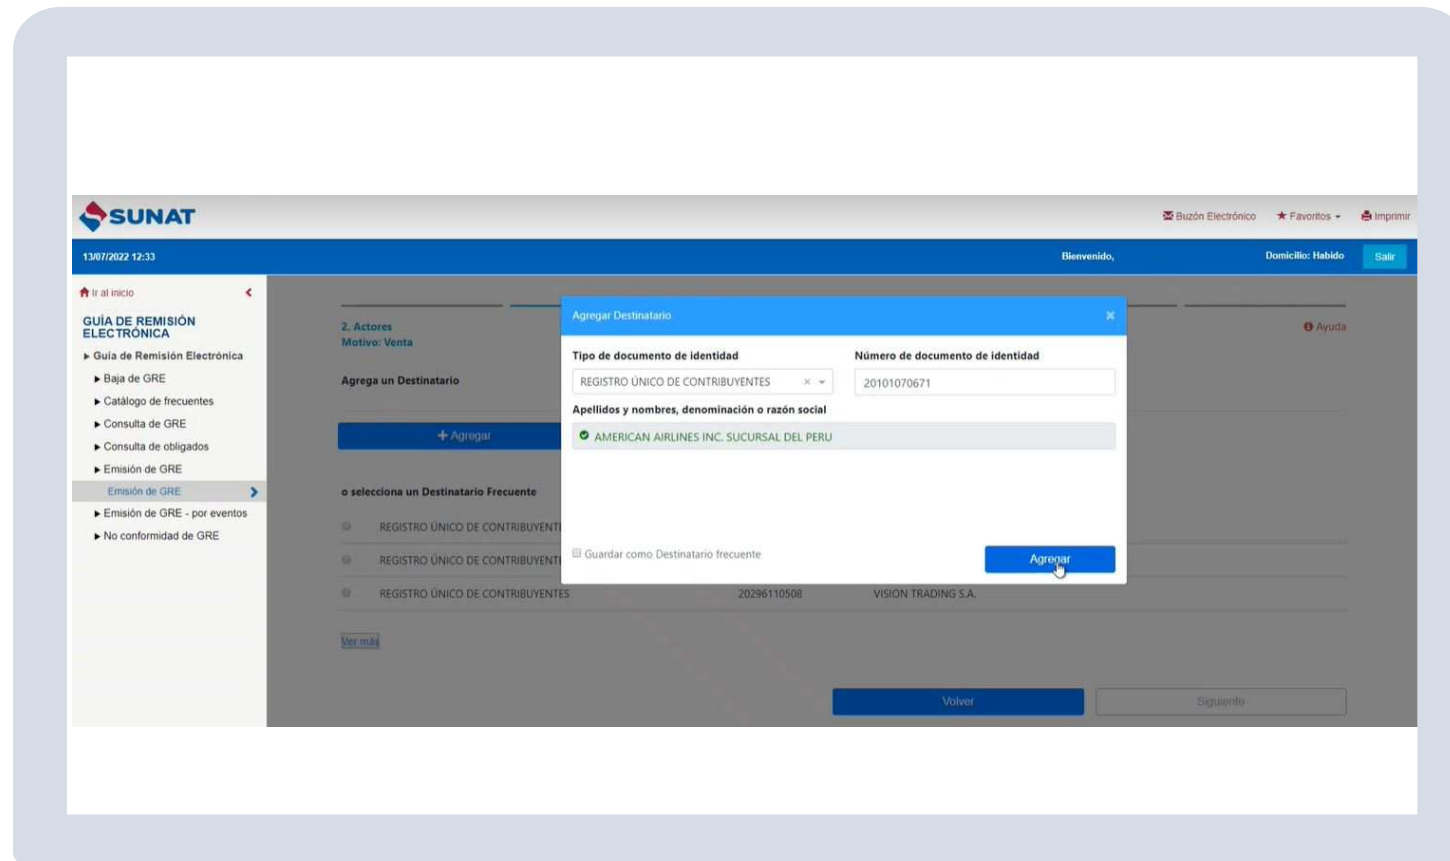 SUNAT
Buzón Electrónico Favoritos Imprimir
13/07/2022 12:33 Bienvenido, Domicilio: Habido Salir
Ir al inicio
GUÍA DE REMISIÓN
ELECTRÓNICA
Guía de Remisión Electrónica
Baja de GRE
Catálogo de frecuentes
Consulta de GRE
Consulta de obligados
Emisión de GRE
Emisión de GRE
Emisión de GRE - por eventos
No conformidad de GRE
2. Actores
Motivo: Venta
Ayuda
Agrega un Destinatario
+ Agregar
o selecciona un Destinatario Frecuente
REGISTRO ÚNICO DE CONTRIBUYENTE
REGISTRO ÚNICO DE CONTRIBUYENTE
REGISTRO ÚNICO DE CONTRIBUYENTES 20296110508 VISION TRADING S.A.
Ver más
Volver Siguiente
Agregar Destinatario ×
Tipo de documento de identidad Número de documento de identidad
REGISTRO ÚNICO DE CONTRIBUYENTES × 20101070671
Apellidos y nombres, denominación o razón social
AMERICAN AIRLINES INC. SUCURSAL DEL PERU
Guardar como Destinatario frecuente Agregar